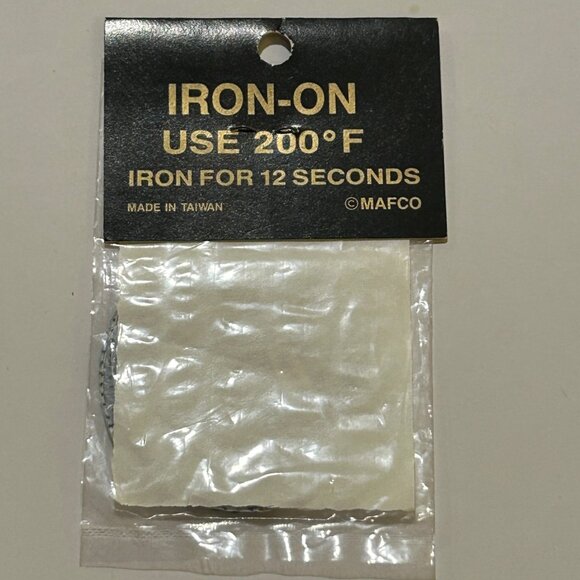 IRON-ON
USE 200°F
IRON FOR 12 SECONDS
MADE IN TAIWAN ©MAFCO